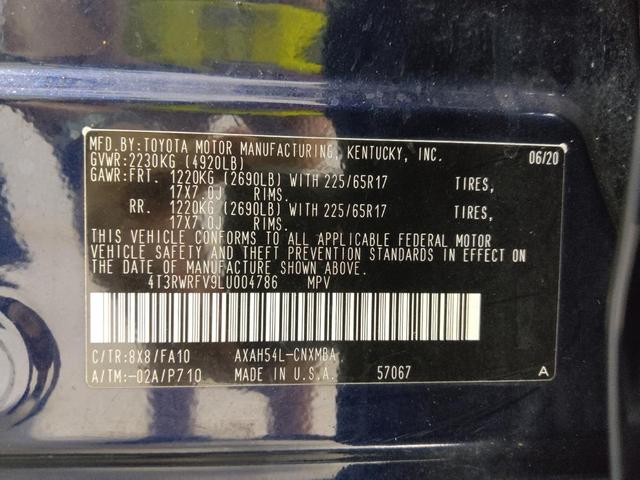 MFD.BY:TOYOTA MOTOR MANUFACTURING, KENTUCKY, INC. 06/20
GVWR:2230KG (4920LB)
GAWR:FRT. 1220KG (2690LB) WITH 225/65R17 TIRES,
17X7.0J RIMS.
RR. 1220KG (2690LB) WITH 225/65R17 TIRES,
17X7.0J RIMS.
THIS VEHICLE CONFORMS TO ALL APPLICABLE FEDERAL MOTOR
VEHICLE SAFETY AND THEFT PREVENTION STANDARDS IN EFFECT ON
THE DATE OF MANUFACTURE SHOWN ABOVE.
4T3RWRFV9LU004786 MPV
C/TR:8X8/FA10 AXAH54L-CNXMBA
A/TM:-02A/P710 MADE IN U.S.A. 57067 A